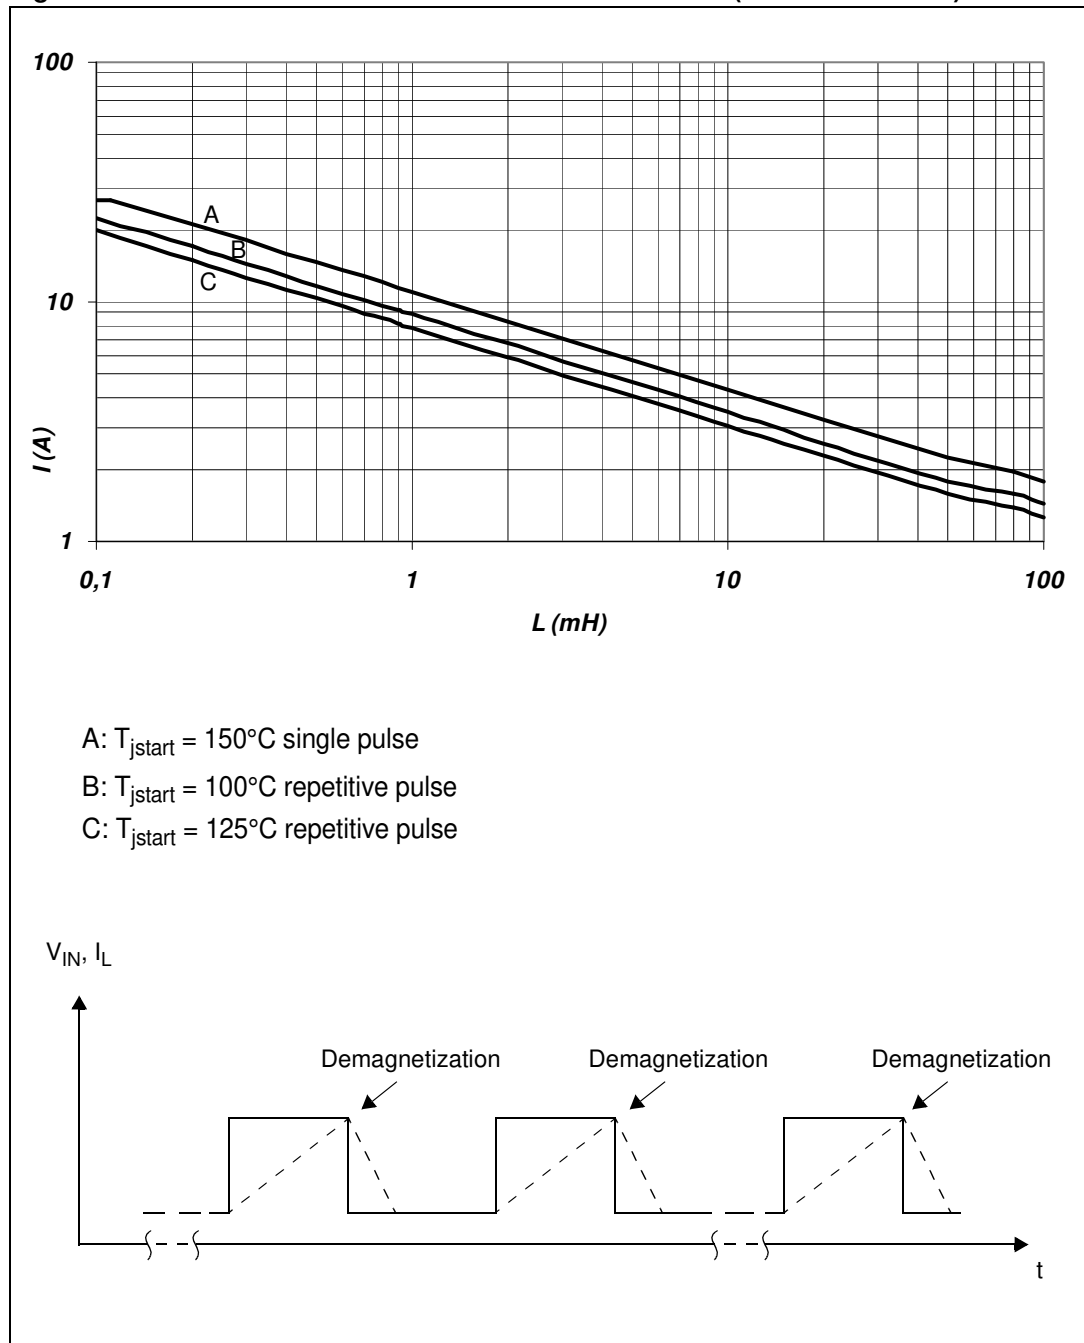 100
A
B
C
10
I (A)
1
0,1 1 10 100
L (mH)
A: Tjstart = 150°C single pulse
B: Tjstart = 100°C repetitive pulse
C: Tjstart = 125°C repetitive pulse
VIN, IL
Demagnetization Demagnetization Demagnetization
t